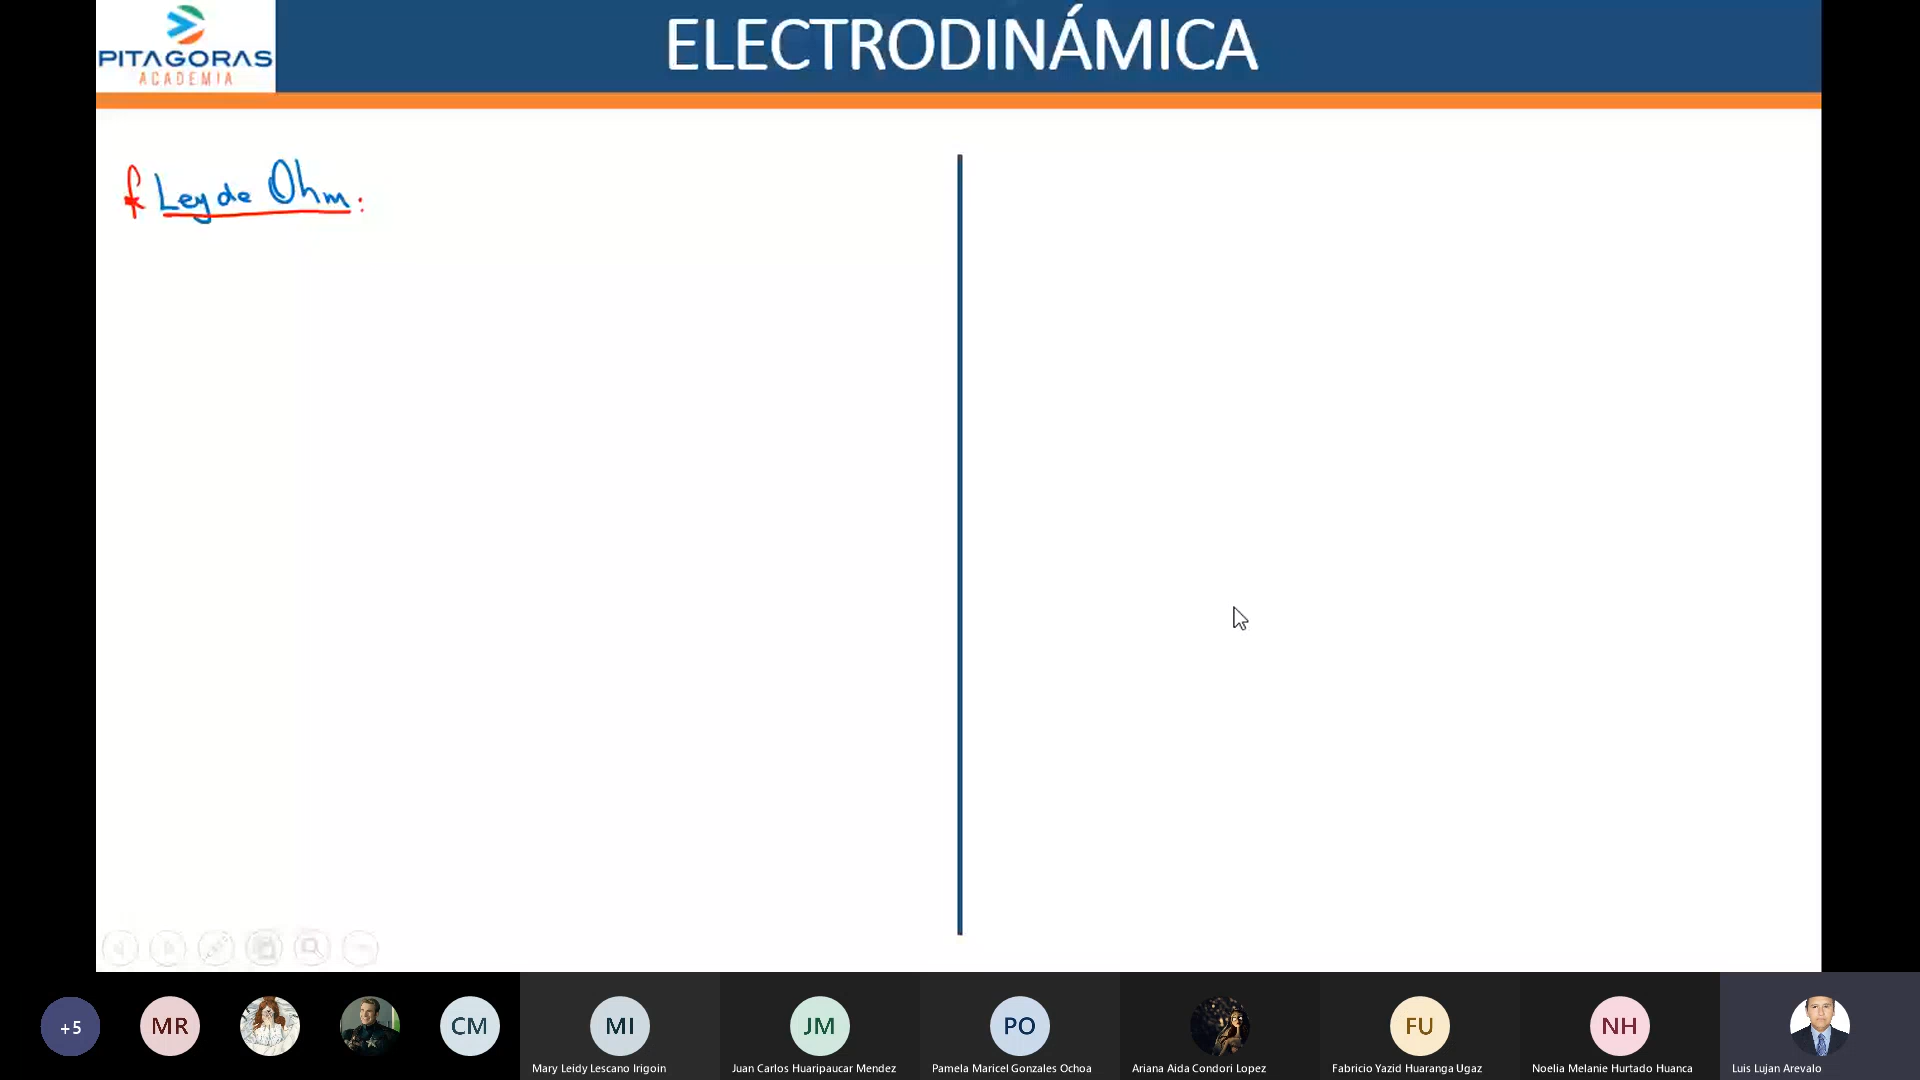 PITAGORAS
ACADEMIA
ELECTRODINÁMICA
* Ley de Ohm:
+5
MR
CM
MI
JM
PO
FU
NH
Mary Leidy Lescano Irigoin
Juan Carlos Huaripaucar Mendez
Pamela Maricel Gonzales Ochoa
Ariana Aida Condori Lopez
Fabricio Yazid Huaranga Ugaz
Noelia Melanie Hurtado Huanca
Luis Lujan Arevalo